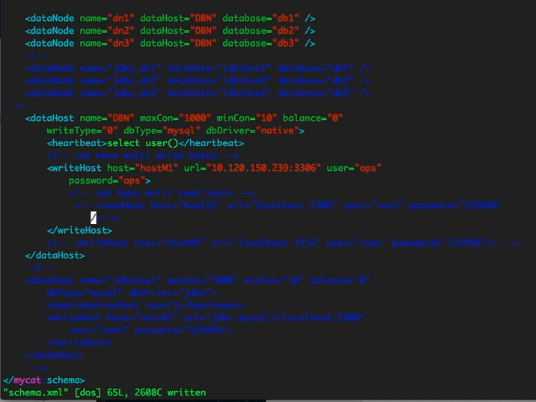 <dataNode name="dn1" dataHost="DBN" database="db1" />
<dataNode name="dn2" dataHost="DBN" database="db2" />
<dataNode name="dn3" dataHost="DBN" database="db3" />
<!--
<dataNode name="jdbc_dn1" dataHost="jdbchost" database="db1" />
<dataNode name="jdbc_dn2" dataHost="jdbchost" database="db2" />
<dataNode name="jdbc_dn3" dataHost="jdbchost" database="db3" />
-->
<dataHost name="DBN" maxCon="1000" minCon="10" balance="0"
writeType="0" dbType="mysql" dbDriver="native">
<heartbeat>select user()</heartbeat>
<!-- can have multi write hosts -->
<writeHost host="hostM1" url="10.120.150.239:3306" user="ops"
password="ops">
<!-- can have multi read hosts -->
<!--<readHost host="hostS1" url="localhost:3306" user="root" password="123456"
/>-->
</writeHost>
<!-- <writeHost host="hostM2" url="localhost:3316" user="root" password="123456"/> -->
</dataHost>
<!--
<dataHost name="jdbchost" maxCon="1000" minCon="10" balance="0"
dbType="mysql" dbDriver="jdbc">
<heartbeat>select user()</heartbeat>
<writeHost host="hostM1" url="jdbc:mysql://localhost:3306"
user="root" password="123456">
</writeHost>
</dataHost>
-->
</mycat schema>
"schema.xml" [dos] 65L, 2608C written